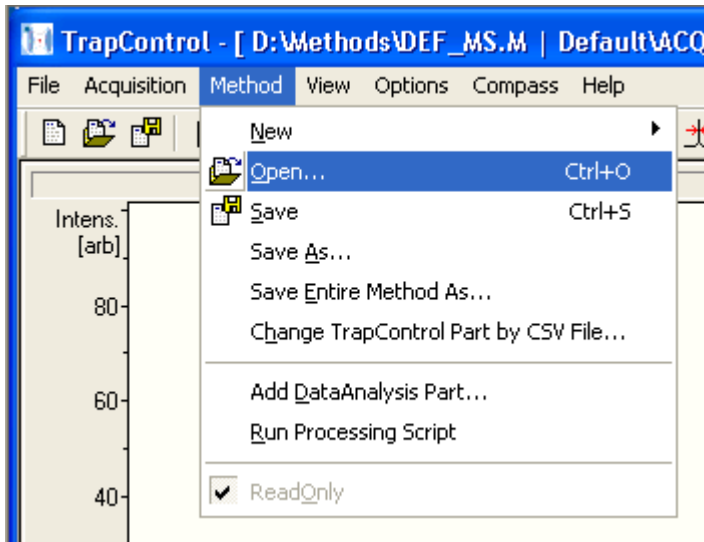 TrapControl - [ D:\Methods\DEF_MS.M | Default\ACQ
File Acquisition Method View Options Compass Help
New
Open... Ctrl+O
Save Ctrl+S
Save As...
Save Entire Method As...
Change TrapControl Part by CSV File...
Add DataAnalysis Part...
Run Processing Script
ReadOnly
Intens.
[arb]
80
60
40